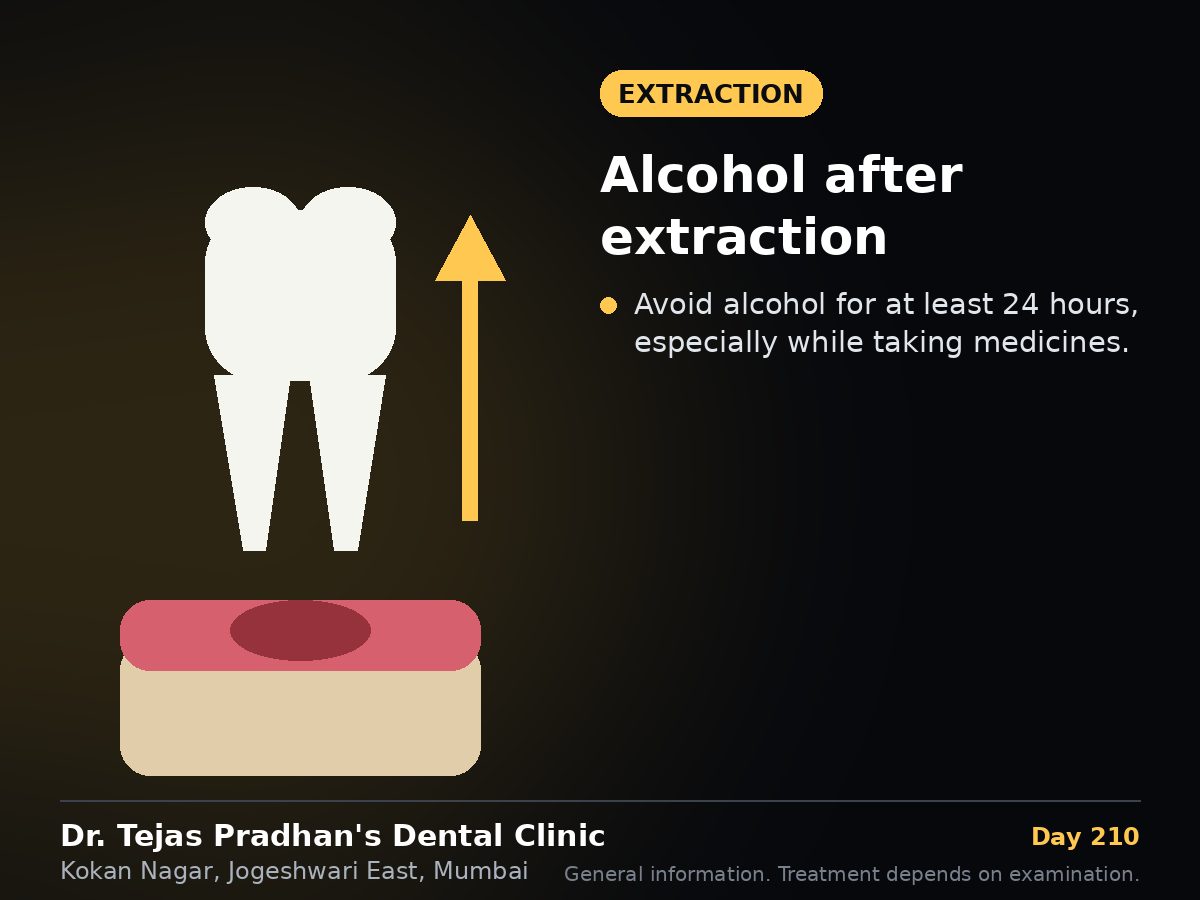 EXTRACTION
Alcohol after
extraction
Avoid alcohol for at least 24 hours,
especially while taking medicines.
Dr. Tejas Pradhan's Dental Clinic
Day 210
Kokan Nagar, Jogeshwari East, Mumbai
General information. Treatment depends on examination.